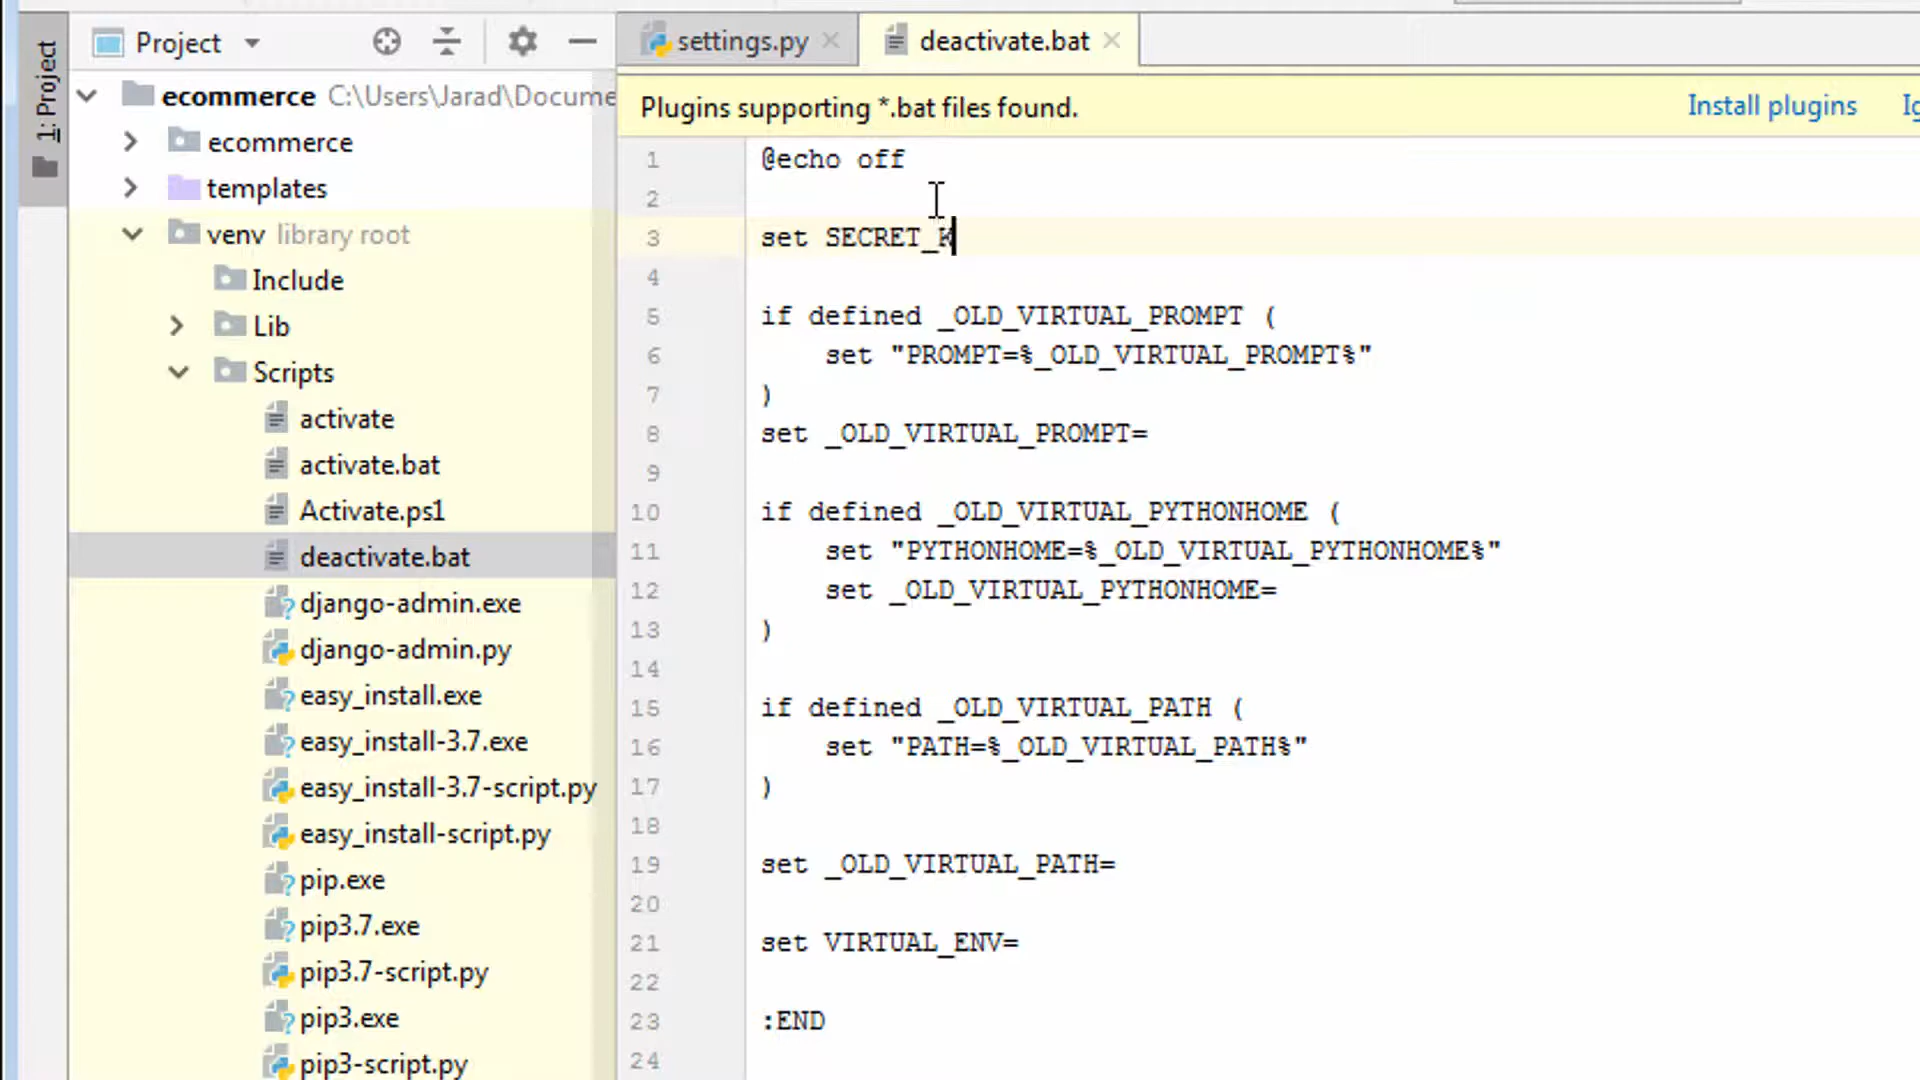 1: Project
Project
ecommerce C:\Users\Jarad\Docume
ecommerce
templates
venv library root
Include
Lib
Scripts
activate
activate.bat
Activate.ps1
deactivate.bat
django-admin.exe
django-admin.py
easy_install.exe
easy_install-3.7.exe
easy_install-3.7-script.py
easy_install-script.py
pip.exe
pip3.7.exe
pip3.7-script.py
pip3.exe
pip3-script.py
settings.py
deactivate.bat
Plugins supporting *.bat files found.
Install plugins
Ig
1 @echo off
2
3 set SECRET_K
4
5 if defined _OLD_VIRTUAL_PROMPT (
6 set "PROMPT=%_OLD_VIRTUAL_PROMPT%"
7 )
8 set _OLD_VIRTUAL_PROMPT=
9
10 if defined _OLD_VIRTUAL_PYTHONHOME (
11 set "PYTHONHOME=%_OLD_VIRTUAL_PYTHONHOME%"
12 set _OLD_VIRTUAL_PYTHONHOME=
13 )
14
15 if defined _OLD_VIRTUAL_PATH (
16 set "PATH=%_OLD_VIRTUAL_PATH%"
17 )
18
19 set _OLD_VIRTUAL_PATH=
20
21 set VIRTUAL_ENV=
22
23 :END
24